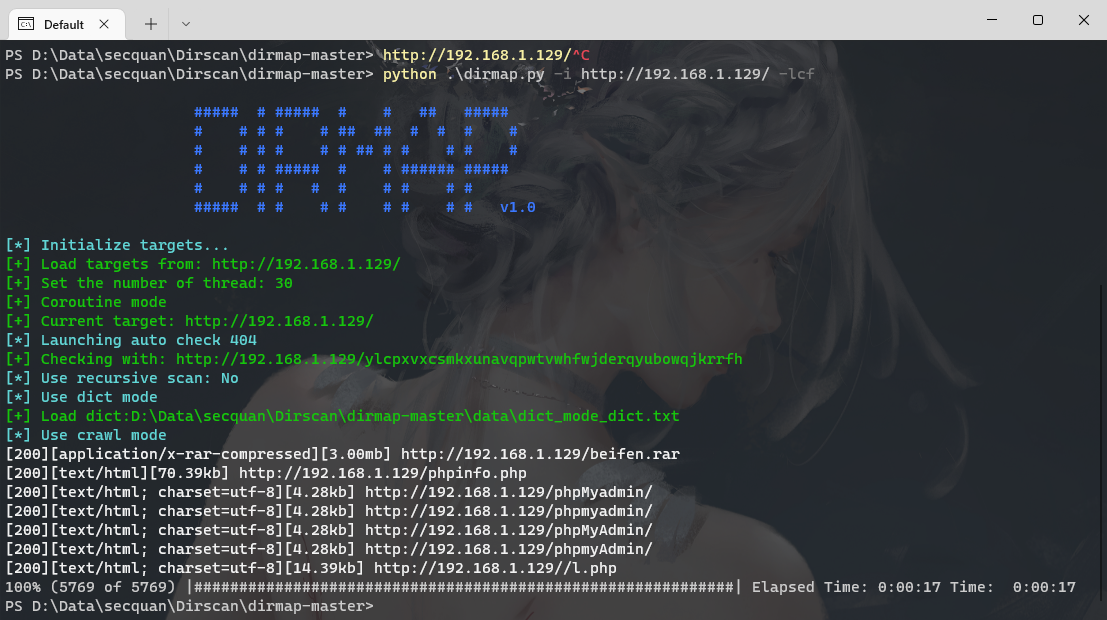 Default
PS D:\Data\secquan\Dirscan\dirmap-master> http://192.168.1.129/^C
PS D:\Data\secquan\Dirscan\dirmap-master> python .\dirmap.py -i http://192.168.1.129/ -lcf
                     #####  # #####  #    #   ##   #####
                     #    # # #    # ##  ##  #  #  #    #
                     #    # # #    # # ## # #    # #    #
                     #    # # #####  #    # ###### #####
                     #    # # #   #  #    # #    # #
                     #####  # #    # #    # #    # #   v1.0
[*] Initialize targets...
[+] Load targets from: http://192.168.1.129/
[+] Set the number of thread: 30
[+] Coroutine mode
[+] Current target: http://192.168.1.129/
[*] Launching auto check 404
[+] Checking with: http://192.168.1.129/ylcpxvxcsmkxunavqpwtvwhfwjderqyubowqjkrrfh
[*] Use recursive scan: No
[*] Use dict mode
[+] Load dict:D:\Data\secquan\Dirscan\dirmap-master\data\dict_mode_dict.txt
[*] Use crawl mode
[200][application/x-rar-compressed][3.00mb] http://192.168.1.129/beifen.rar
[200][text/html][70.39kb] http://192.168.1.129/phpinfo.php
[200][text/html; charset=utf-8][4.28kb] http://192.168.1.129/phpMyadmin/
[200][text/html; charset=utf-8][4.28kb] http://192.168.1.129/phpmyadmin/
[200][text/html; charset=utf-8][4.28kb] http://192.168.1.129/phpMyAdmin/
[200][text/html; charset=utf-8][4.28kb] http://192.168.1.129/phpmyAdmin/
[200][text/html; charset=utf-8][14.39kb] http://192.168.1.129//l.php
100% (5769 of 5769) |############################################################| Elapsed Time: 0:00:17 Time:  0:00:17
PS D:\Data\secquan\Dirscan\dirmap-master>